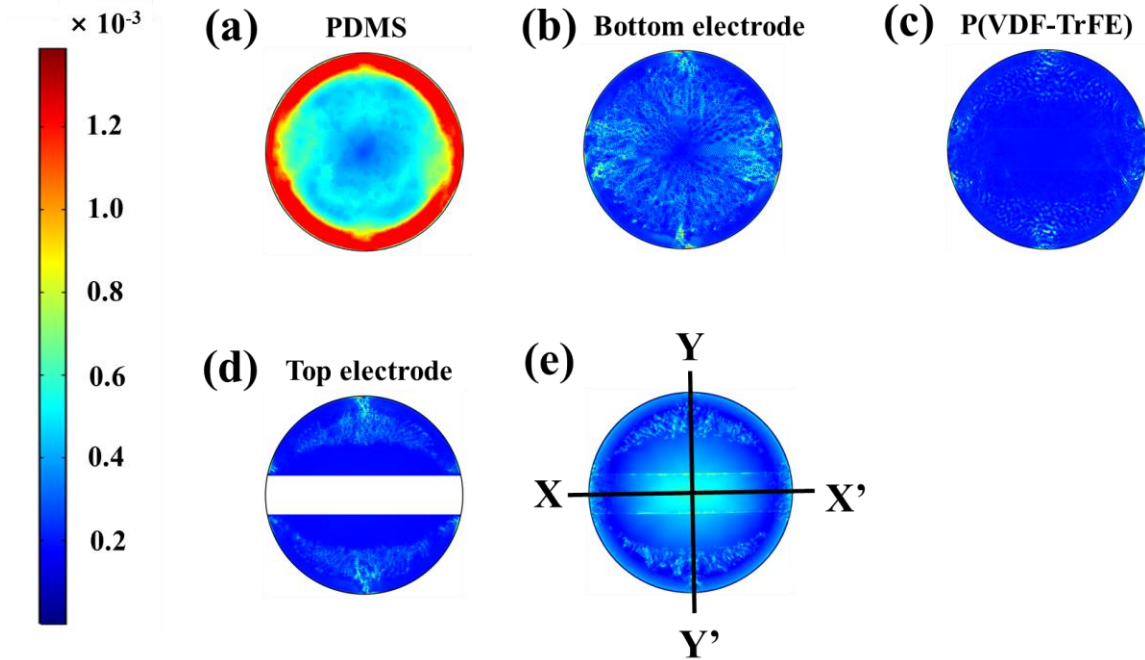 × 10⁻³
1.2
1.0
0.8
0.6
0.4
0.2
(a) PDMS
(b) Bottom electrode
(c) P(VDF-TrFE)
(d) Top electrode
(e)
Y
X X’
Y’